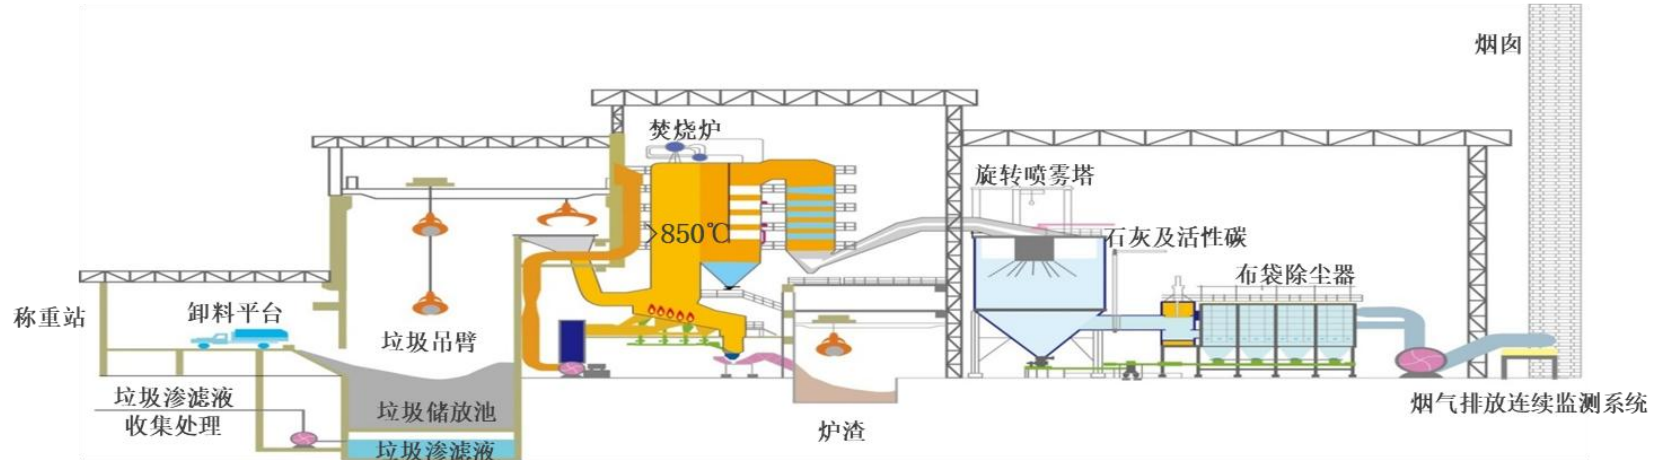 烟囱
焚烧炉
旋转喷雾塔
>850℃
石灰及活性碳
布袋除尘器
称重站
卸料平台
垃圾吊臂
垃圾渗滤液
收集处理
垃圾储放池
垃圾渗滤液
炉渣
烟气排放连续监测系统